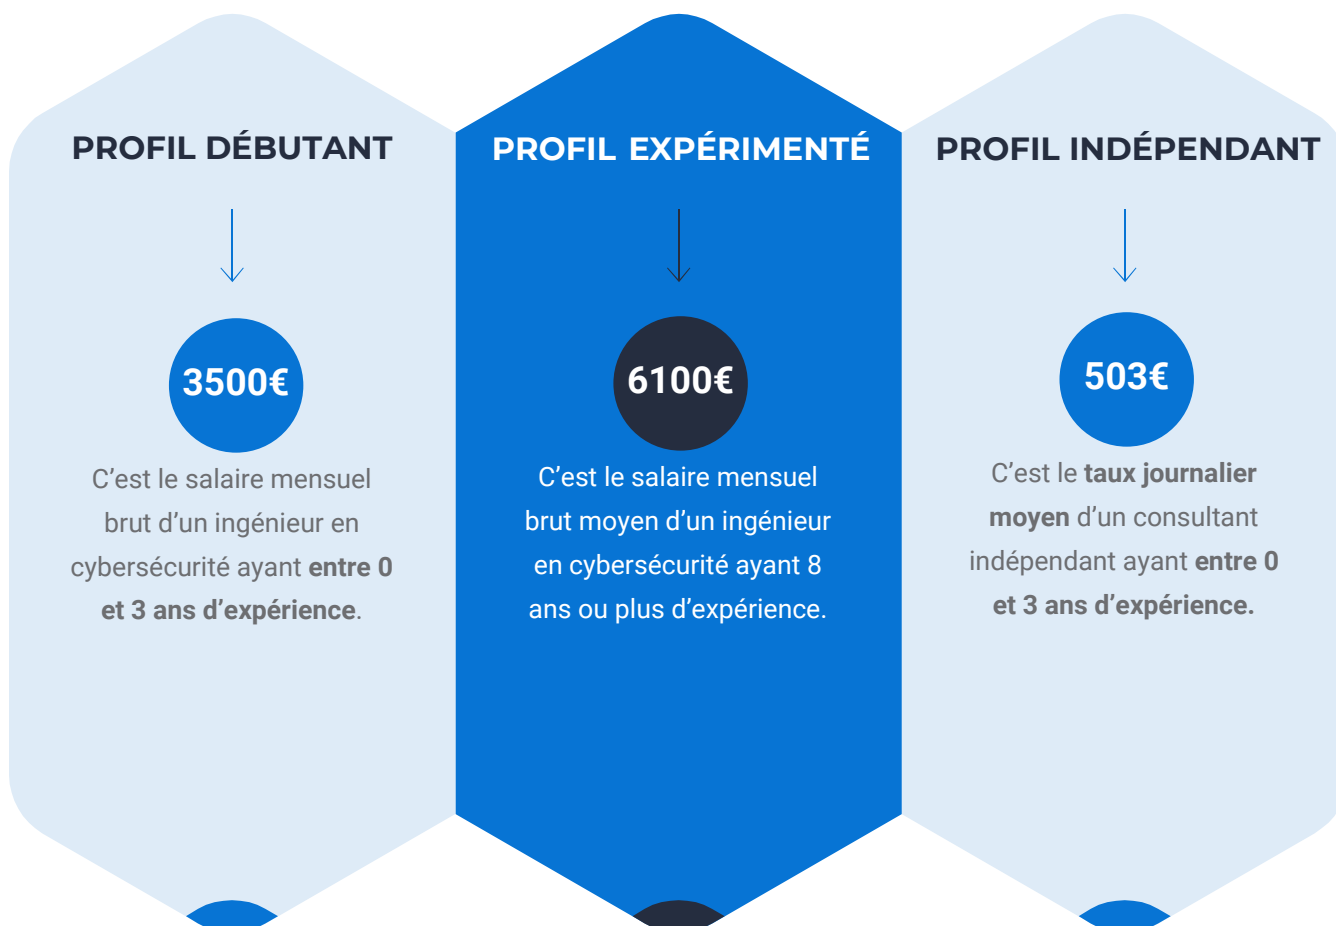 PROFIL DÉBUTANT
3500€
C’est le salaire mensuel
brut d’un ingénieur en
cybersécurité ayant entre 0
et 3 ans d’expérience.
PROFIL EXPÉRIMENTÉ
6100€
C’est le salaire mensuel
brut moyen d’un ingénieur
en cybersécurité ayant 8
ans ou plus d’expérience.
PROFIL INDÉPENDANT
503€
C’est le taux journalier
moyen d’un consultant
indépendant ayant entre 0
et 3 ans d’expérience.